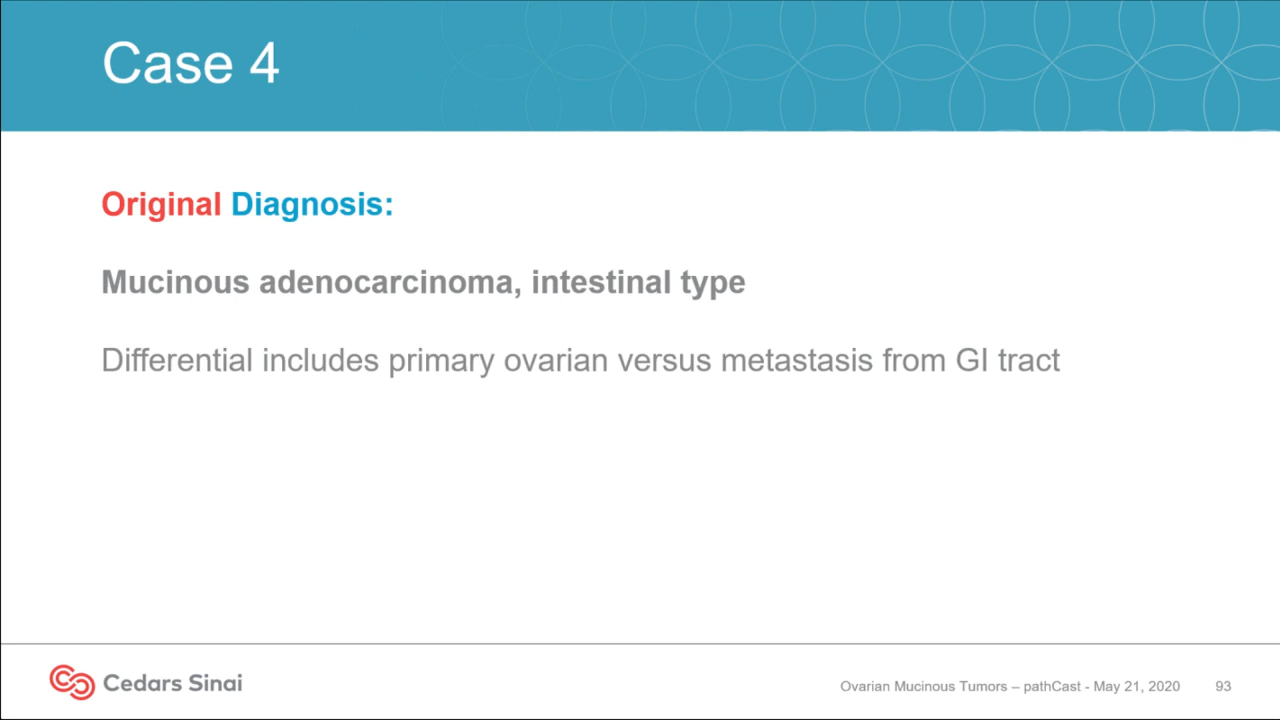 Case 4
Original Diagnosis:
Mucinous adenocarcinoma, intestinal type
Differential includes primary ovarian versus metastasis from GI tract
Cedars Sinai
Ovarian Mucinous Tumors – pathCast - May 21, 2020 93